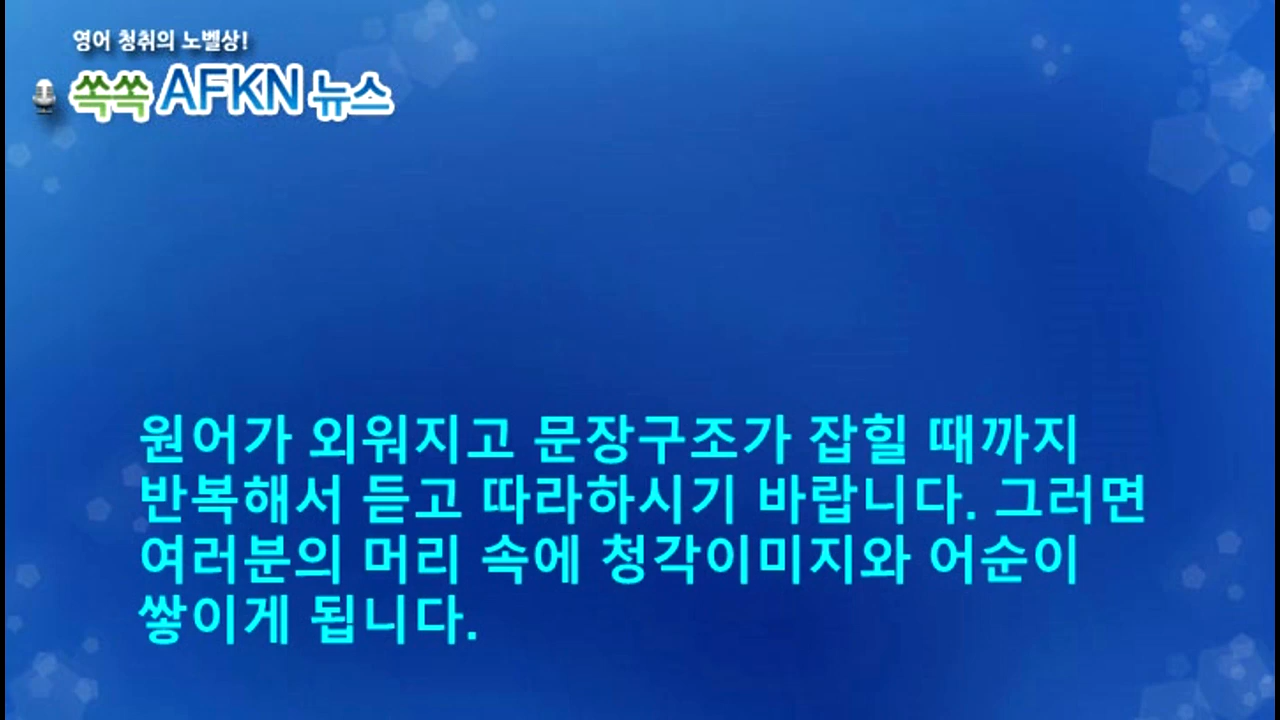 영어 청취의 노벨상!
쏙쏙 AFKN 뉴스
원어가 외워지고 문장구조가 잡힐 때까지
반복해서 듣고 따라하시기 바랍니다. 그러면
여러분의 머리 속에 청각이미지와 어순이
쌓이게 됩니다.